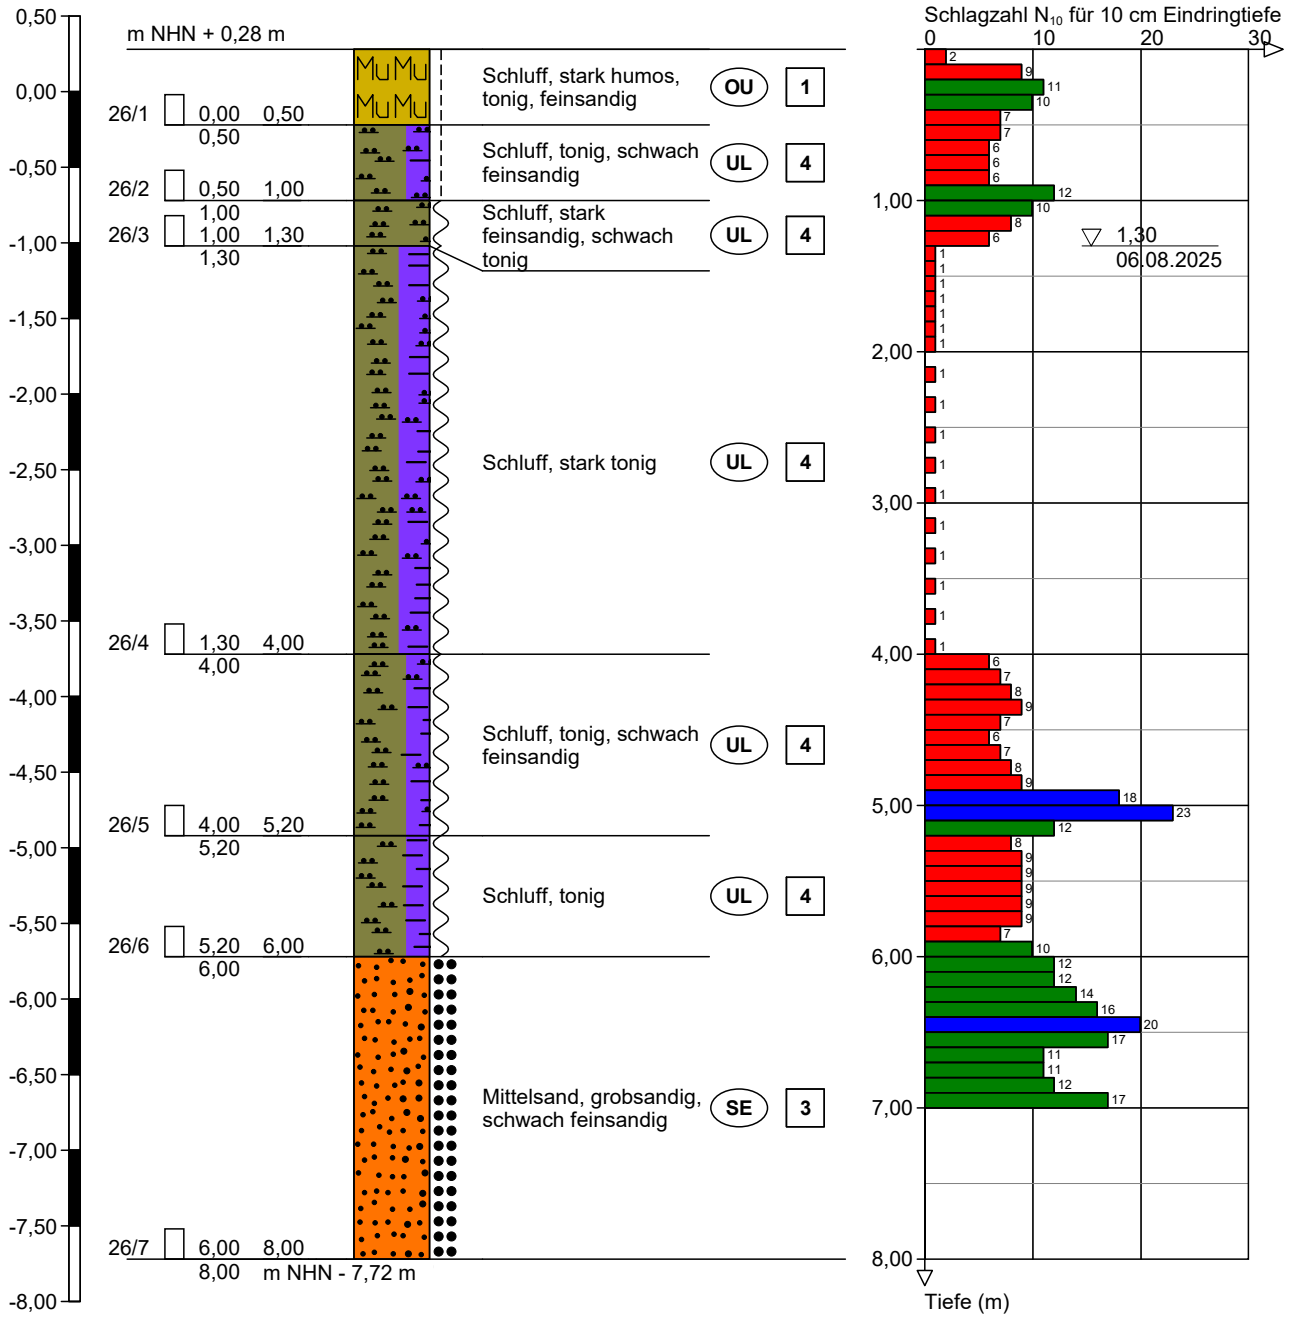 m NHN + 0,28 m
0,50
0,00
-0,50
-1,00
-1,50
-2,00
-2,50
-3,00
-3,50
-4,00
-4,50
-5,00
-5,50
-6,00
-6,50
-7,00
-7,50
-8,00
Mu Mu
Mu Mu
26/1 0,00 0,50
0,50
Schluff, stark humos,
tonig, feinsandig
OU 1
26/2 0,50 1,00
1,00
Schluff, tonig, schwach
feinsandig
UL 4
26/3 1,00 1,30
1,30
Schluff, stark
feinsandig, schwach
tonig
UL 4
26/4 1,30 4,00
4,00
Schluff, stark tonig
UL 4
26/5 4,00 5,20
5,20
Schluff, tonig, schwach
feinsandig
UL 4
26/6 5,20 6,00
6,00
Schluff, tonig
UL 4
26/7 6,00 8,00
8,00 m NHN - 7,72 m
Mittelsand, grobsandig,
schwach feinsandig
SE 3
Schlagzahl N10 für 10 cm Eindringtiefe
0 10 20 30
2
9
11
10
7
7
6
6
6
12
1,00
10
8
6
1,30
06.08.2025
1
1
1
1
1
1
1
2,00
1
1
1
1
1
3,00
1
1
1
1
1
4,00
6
7
8
9
7
6
7
8
9
18
5,00
23
12
8
9
9
9
9
9
7
10
6,00
12
12
14
16
20
17
11
11
12
17
7,00
8,00
Tiefe (m)